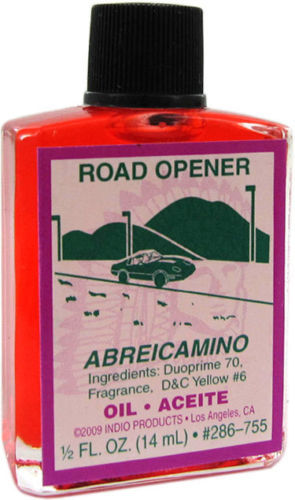 ROAD OPENER
ABREICAMINO
Ingredients: Duoprime 70,
Fragrance, D&C Yellow #6
OIL • ACEITE
©2009 INDIO PRODUCTS • Los Angeles, CA
½ FL. OZ. (14 mL) • #286-755